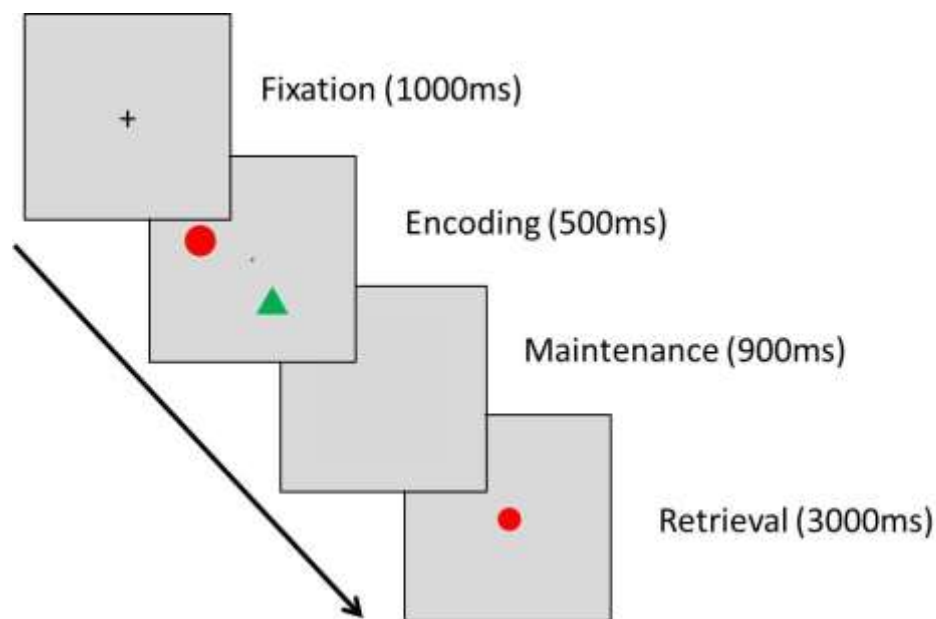 Fixation (1000ms)
Encoding (500ms)
Maintenance (900ms)
Retrieval (3000ms)